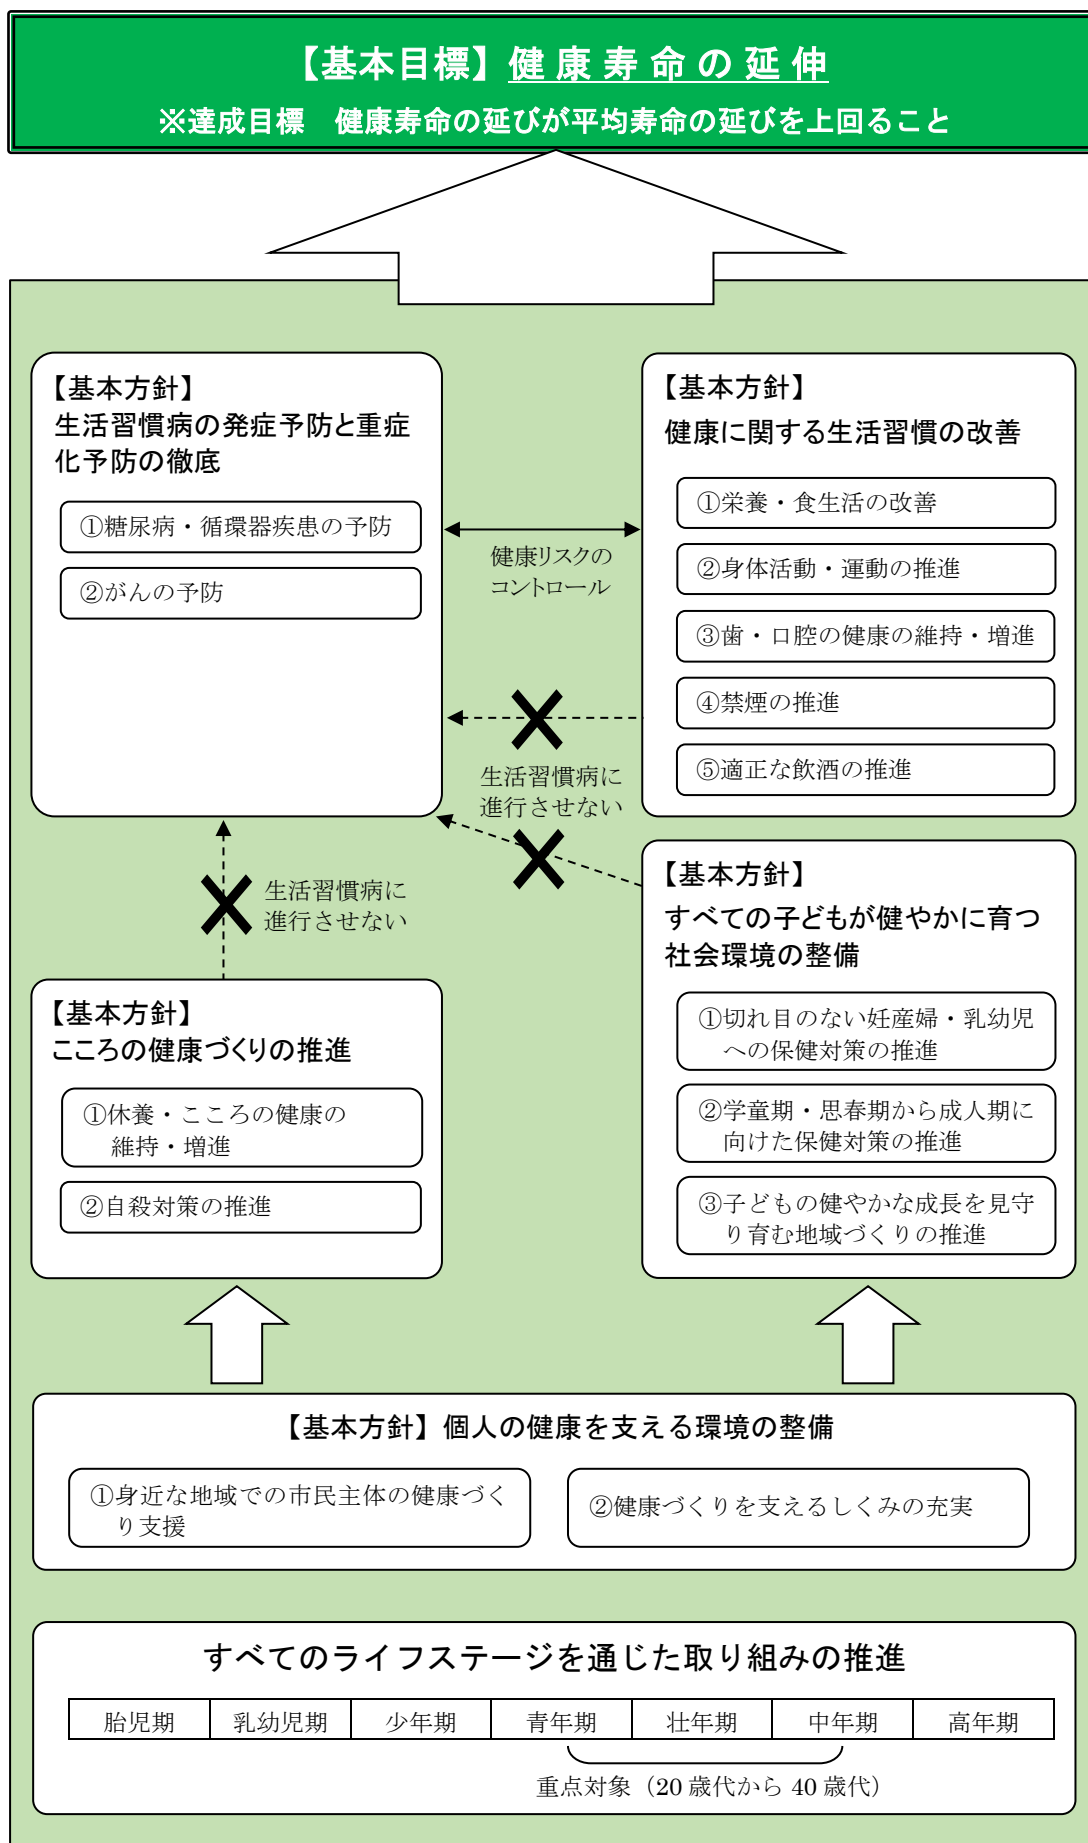 【基本目標】健康寿命の延伸
※達成目標　健康寿命の延びが平均寿命の延びを上回ること
【基本方針】
生活習慣病の発症予防と重症
化予防の徹底
①糖尿病・循環器疾患の予防
②がんの予防
健康リスクの
コントロール
【基本方針】
健康に関する生活習慣の改善
①栄養・食生活の改善
②身体活動・運動の推進
③歯・口腔の健康の維持・増進
④禁煙の推進
⑤適正な飲酒の推進
生活習慣病に
進行させない
生活習慣病に
進行させない
【基本方針】
すべての子どもが健やかに育つ
社会環境の整備
①切れ目のない妊産婦・乳幼児
への保健対策の推進
②学童期・思春期から成人期に
向けた保健対策の推進
③子どもの健やかな成長を見守
り育む地域づくりの推進
【基本方針】
こころの健康づくりの推進
①休養・こころの健康の
維持・増進
②自殺対策の推進
【基本方針】個人の健康を支える環境の整備
①身近な地域での市民主体の健康づく
り支援
②健康づくりを支えるしくみの充実
すべてのライフステージを通じた取り組みの推進
胎児期 乳幼児期 少年期 青年期 壮年期 中年期 高年期
重点対象（20 歳代から 40 歳代）